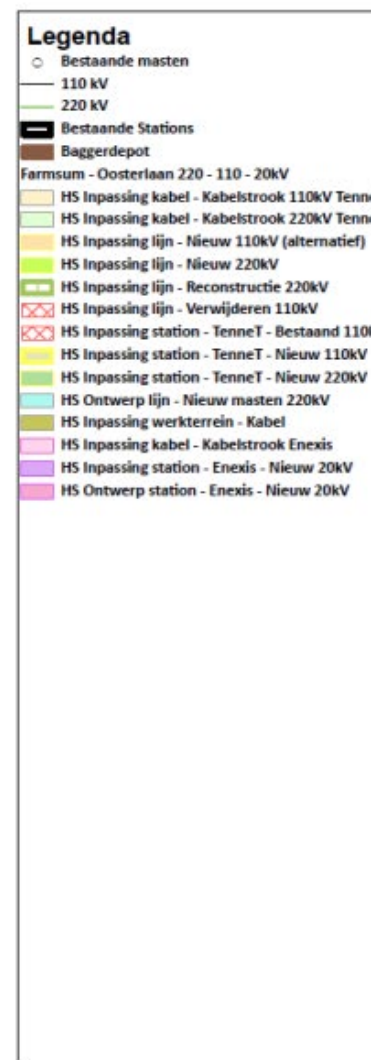 Legenda
Bestaande masten
110 kV
220 kV
Bestaande Stations
Baggerdepot
Farmsum - Oosterlaan 220 - 110 - 20kV
HS Inpassing kabel - Kabelstrook 110kV Tenne
HS Inpassing kabel - Kabelstrook 220kV Tenne
HS Inpassing lijn - Nieuw 110kV (alternatief)
HS Inpassing lijn - Nieuw 220kV
HS Inpassing lijn - Reconstructie 220kV
HS Inpassing lijn - Verwijderen 110kV
HS Inpassing station - TenneT - Bestaand 110k
HS Inpassing station - TenneT - Nieuw 110kV
HS Inpassing station - TenneT - Nieuw 220kV
HS Ontwerp lijn - Nieuw masten 220kV
HS Inpassing werkterrein - Kabel
HS Inpassing kabel - Kabelstrook Enexis
HS Inpassing station - Enexis - Nieuw 20kV
HS Ontwerp station - Enexis - Nieuw 20kV